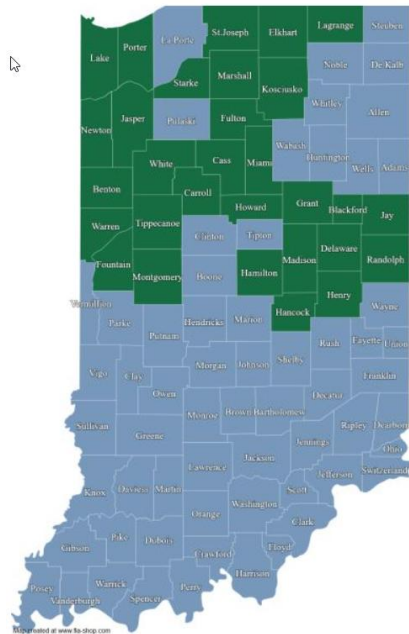 Steuben
Lagrange
La Porte
St.Joseph
Elkhart
Porter
Lake
Noble
De Kalb
Marshall
Starke
Kosciusko
Whitley
Allen
Jasper
Pulaski
Fulton
Newton
Wabash
Huntington
White
Cass
Miami
Wells
Adams
Benton
Carroll
Howard
Grant
Blackford
Jay
Warren
Tippecanoe
Clinton
Tipton
Delaware
Fountain
Madison
Randolph
Montgomery
Boone
Hamilton
Henry
Vermillion
Hancock
Wayne
Parke
Hendricks
Marion
Putnam
Rush
Fayette
Union
Vigo
Clay
Morgan
Johnson
Shelby
Franklin
Owen
Decatur
Sullivan
Monroe
Brown
Bartholomew
Ripley
Dearborn
Greene
Jennings
Ohio
Lawrence
Jackson
Jefferson
Switzerland
Knox
Daviess
Martin
Scott
Orange
Washington
Clark
Pike
Dubois
Gibson
Crawford
Floyd
Harrison
Posey
Warrick
Perry
Vanderburgh
Spencer
Map created at www.fla-shop.com